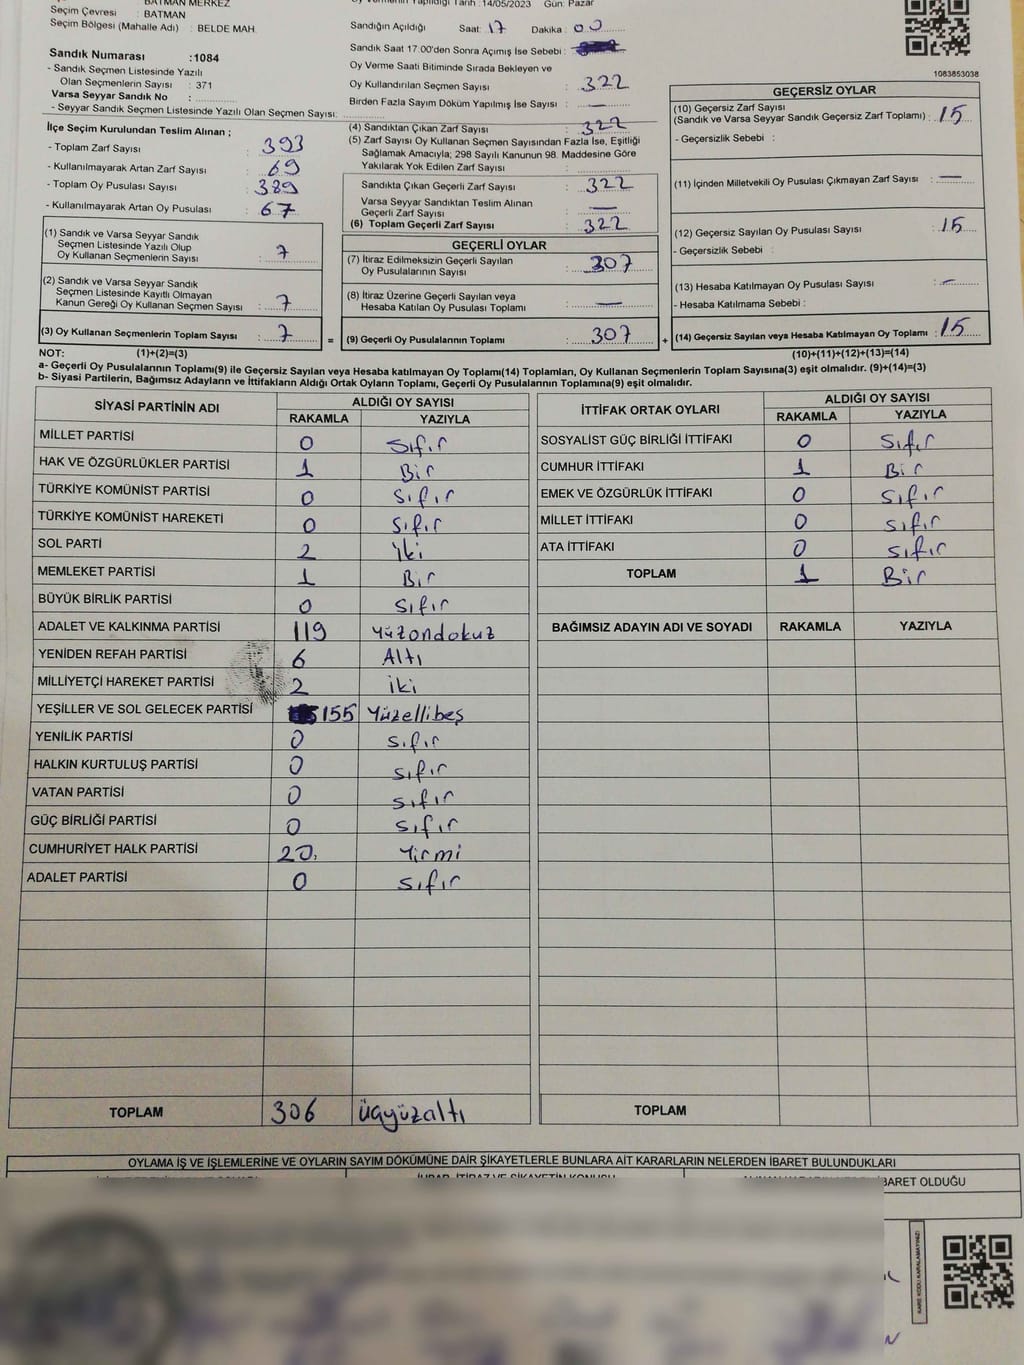 BATMAN MERKEZ
Seçim Çevresi : BATMAN
Seçim Bölgesi (Mahalle Adı) : BELDE MAH.
Oy Vermenin Yapıldığı Tarih :14/05/2023 Gün: Pazar
Sandığın Açıldığı Saat: 17 Dakika : 00
Sandık Saat 17:00'den Sonra Açımış İse Sebebi :
Oy Verme Saati Bitiminde Sırada Bekleyen ve
Oy Kullandırılan Seçmen Sayısı : 322
Birden Fazla Sayım Döküm Yapılmış İse Sayısı : —
Sandık Numarası :1084
- Sandık Seçmen Listesinde Yazılı
Olan Seçmenlerin Sayısı : 371
Varsa Seyyar Sandık No :
- Seyyar Sandık Seçmen Listesinde Yazılı Olan Seçmen Sayısı:
İlçe Seçim Kurulundan Teslim Alınan ;
- Toplam Zarf Sayısı : 393
- Kullanılmayarak Artan Zarf Sayısı : 69
- Toplam Oy Pusulası Sayısı : 389
- Kullanılmayarak Artan Oy Pusulası : 67
(1) Sandık ve Varsa Seyyar Sandık
Seçmen Listesinde Yazılı Olup
Oy Kullanan Seçmenlerin Sayısı : 7
(2) Sandık ve Varsa Seyyar Sandık
Seçmen Listesinde Kayıtlı Olmayan
Kanun Gereği Oy Kullanan Seçmen Sayısı : 7
(3) Oy Kullanan Seçmenlerin Toplam Sayısı : 7 =
(4) Sandıktan Çıkan Zarf Sayısı : 322
(5) Zarf Sayısı Oy Kullanan Seçmen Sayısından Fazla İse, Eşitliği
Sağlamak Amacıyla; 298 Sayılı Kanunun 98. Maddesine Göre
Yakılarak Yok Edilen Zarf Sayısı :
Sandıkta Çıkan Geçerli Zarf Sayısı : 322
Varsa Seyyar Sandıktan Teslim Alınan
Geçerli Zarf Sayısı : —
(6) Toplam Geçerli Zarf Sayısı : 322
GEÇERLİ OYLAR
(7) İtiraz Edilmeksizin Geçerli Sayılan
Oy Pusulalarının Sayısı : 307
(8) İtiraz Üzerine Geçerli Sayılan veya
Hesaba Katılan Oy Pusulası Toplamı : —
(9) Geçerli Oy Pusulalarının Toplamı : 307 +
1083853038
GEÇERSİZ OYLAR
(10) Geçersiz Zarf Sayısı
(Sandık ve Varsa Seyyar Sandık Geçersiz Zarf Toplamı) : 15
- Geçersizlik Sebebi :
(11) İçinden Milletvekili Oy Pusulası Çıkmayan Zarf Sayısı : —
(12) Geçersiz Sayılan Oy Pusulası Sayısı : 15
- Geçersizlik Sebebi :
(13) Hesaba Katılmayan Oy Pusulası Sayısı : —
- Hesaba Katılmama Sebebi :
(14) Geçersiz Sayılan veya Hesaba Katılmayan Oy Toplamı : 15
NOT: (1)+(2)=(3) (10)+(11)+(12)+(13)=(14)
a- Geçerli Oy Pusulalarının Toplamı(9) ile Geçersiz Sayılan veya Hesaba katılmayan Oy Toplamı(14) Toplamları, Oy Kullanan Seçmenlerin Toplam Sayısına(3) eşit olmalıdır. (9)+(14)=(3)
b- Siyasi Partilerin, Bağımsız Adayların ve İttifakların Aldığı Ortak Oyların Toplamı, Geçerli Oy Pusulalarının Toplamına(9) eşit olmalıdır.
SİYASİ PARTİNİN ADI ALDIĞI OY SAYISI
RAKAMLA YAZIYLA
MİLLET PARTİSİ 0 Sıfır
HAK VE ÖZGÜRLÜKLER PARTİSİ 1 Bir
TÜRKİYE KOMÜNİST PARTİSİ 0 Sıfır
TÜRKİYE KOMÜNİST HAREKETİ 0 Sıfır
SOL PARTİ 2 İki
MEMLEKET PARTİSİ 1 Bir
BÜYÜK BİRLİK PARTİSİ 0 Sıfır
ADALET VE KALKINMA PARTİSİ 119 Yüzondokuz
YENİDEN REFAH PARTİSİ 6 Altı
MİLLİYETÇİ HAREKET PARTİSİ 2 iki
YEŞİLLER VE SOL GELECEK PARTİSİ 155 Yüzellibeş
YENİLİK PARTİSİ 0 sıfır
HALKIN KURTULUŞ PARTİSİ 0 sıfır
VATAN PARTİSİ 0 sıfır
GÜÇ BİRLİĞİ PARTİSİ 0 sıfır
CUMHURİYET HALK PARTİSİ 20 Yirmi
ADALET PARTİSİ 0 sıfır
TOPLAM 306 üçyüzaltı
İTTİFAK ORTAK OYLARI ALDIĞI OY SAYISI
RAKAMLA YAZIYLA
SOSYALİST GÜÇ BİRLİĞİ İTTİFAKI 0 Sıfır
CUMHUR İTTİFAKI 1 Bir
EMEK VE ÖZGÜRLÜK İTTİFAKI 0 Sıfır
MİLLET İTTİFAKI 0 sıfır
ATA İTTİFAKI 0 sıfır
TOPLAM 1 Bir
BAĞIMSIZ ADAYIN ADI VE SOYADI RAKAMLA YAZIYLA
TOPLAM
OYLAMA İŞ VE İŞLEMLERİNE VE OYLARIN SAYIM DÖKÜMÜNE DAİR ŞİKAYETLERLE BUNLARA AİT KARARLARIN NELERDEN İBARET BULUNDUKLARI
İBARET OLDUĞU
KARE KODU KARALAMAYINIZ!